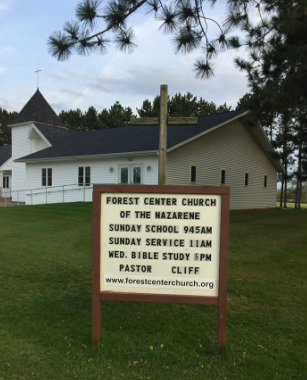 FOREST CENTER CHURCH
OF THE NAZARENE
SUNDAY SCHOOL 945AM
SUNDAY SERVICE 11AM
WED. BIBLE STUDY PM
PASTOR CLIFF
www.forestcenterchurch.org